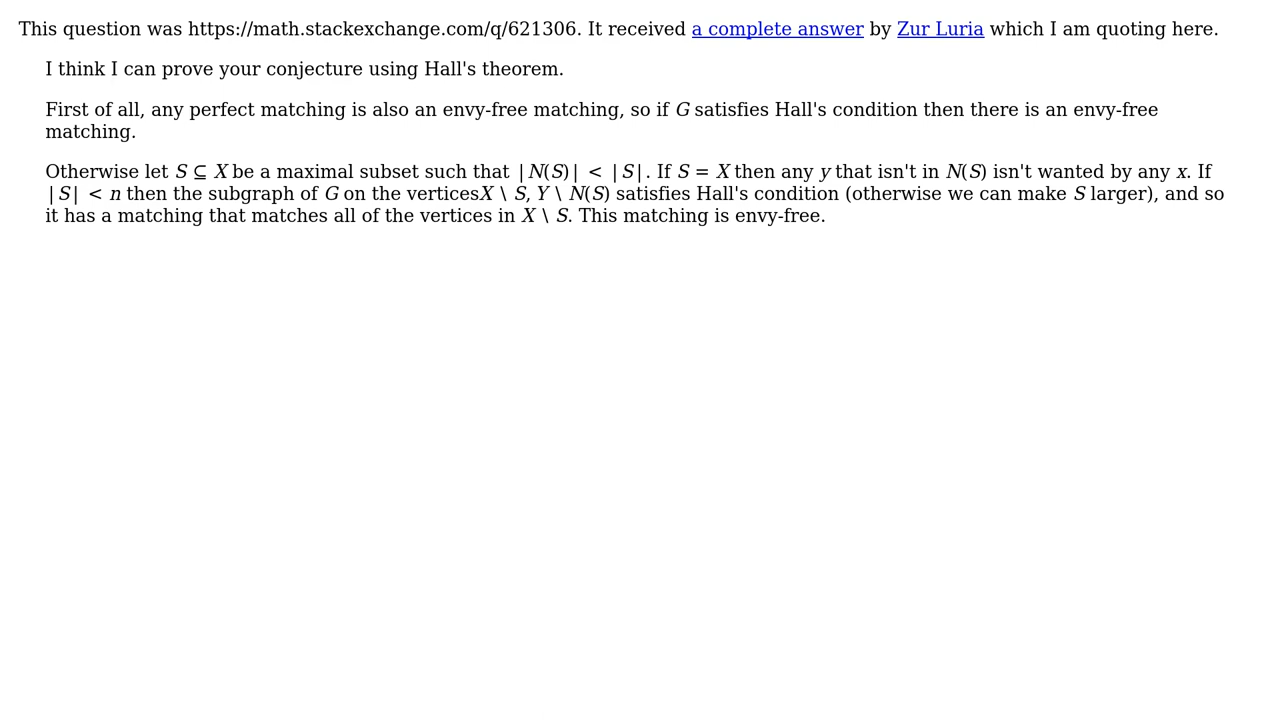 This question was https://math.stackexchange.com/q/621306. It received a complete answer by Zur Luria which I am quoting here.
I think I can prove your conjecture using Hall's theorem.
First of all, any perfect matching is also an envy-free matching, so if G satisfies Hall's condition then there is an envy-free
matching.
Otherwise let S ⊆ X be a maximal subset such that |N(S)| < |S|. If S = X then any y that isn't in N(S) isn't wanted by any x. If
|S| < n then the subgraph of G on the verticesX \ S, Y \ N(S) satisfies Hall's condition (otherwise we can make S larger), and so
it has a matching that matches all of the vertices in X \ S. This matching is envy-free.